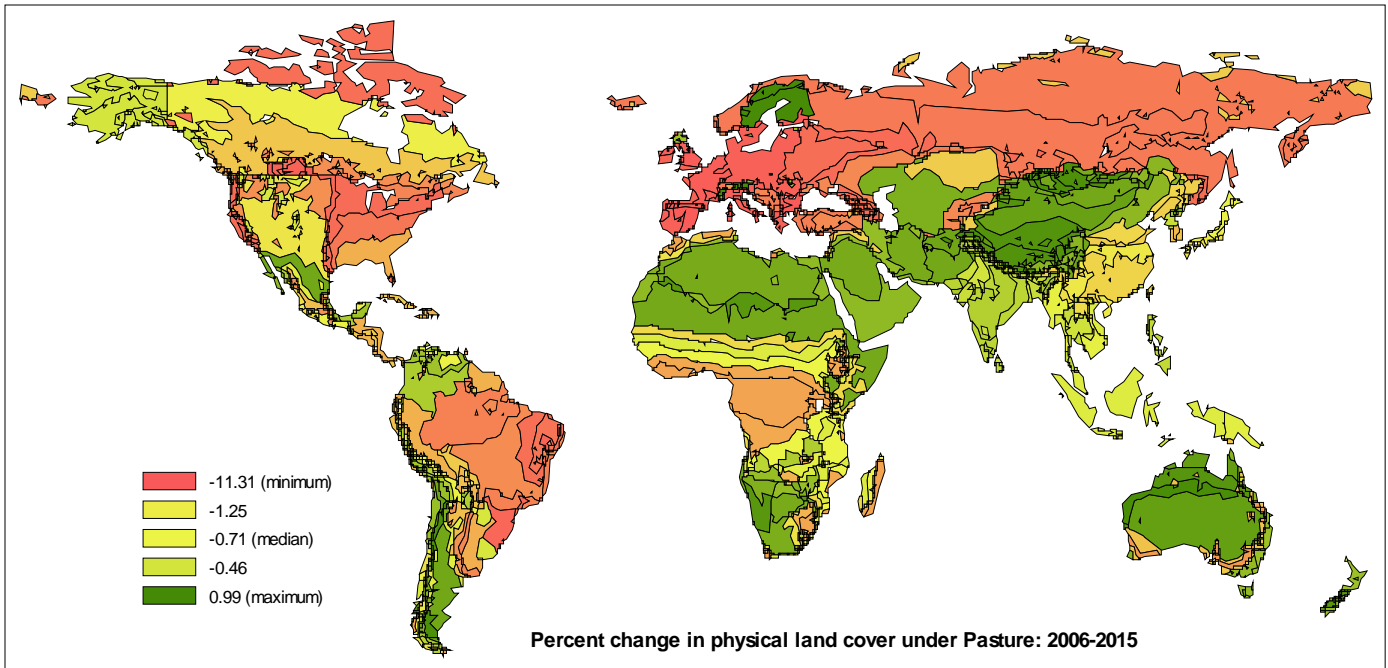 -11.31 (minimum)
-1.25
-0.71 (median)
-0.46
0.99 (maximum)
Percent change in physical land cover under Pasture: 2006-2015